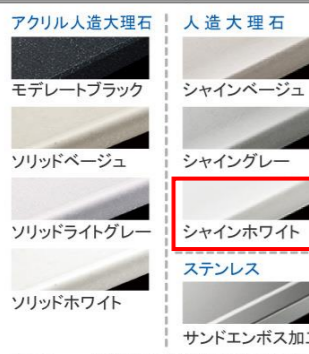 アクリル人造大理石
モデレートブラック
ソリッドベージュ
ソリッドライトグレー
ソリッドホワイト
人造大理石
シャインベージュ
シャイングレー
シャインホワイト
ステンレス
サンドエンボス加